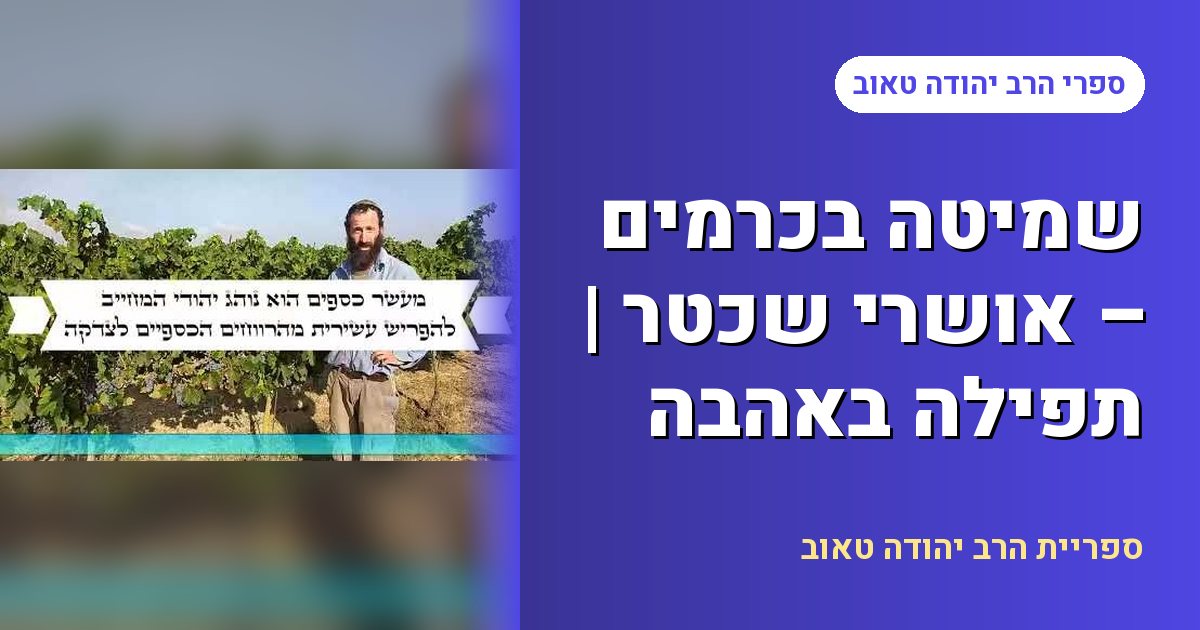 ספרי הרב יהודה טאוב
שמיטה בכרמים
– אושרי שכטר |
תפילה באהבה
ספריית הרב יהודה טאוב
מעשר כספים הוא נוהג יהודי המחייב
להפריש עשירית מהרווחים הכספיים לצדקה